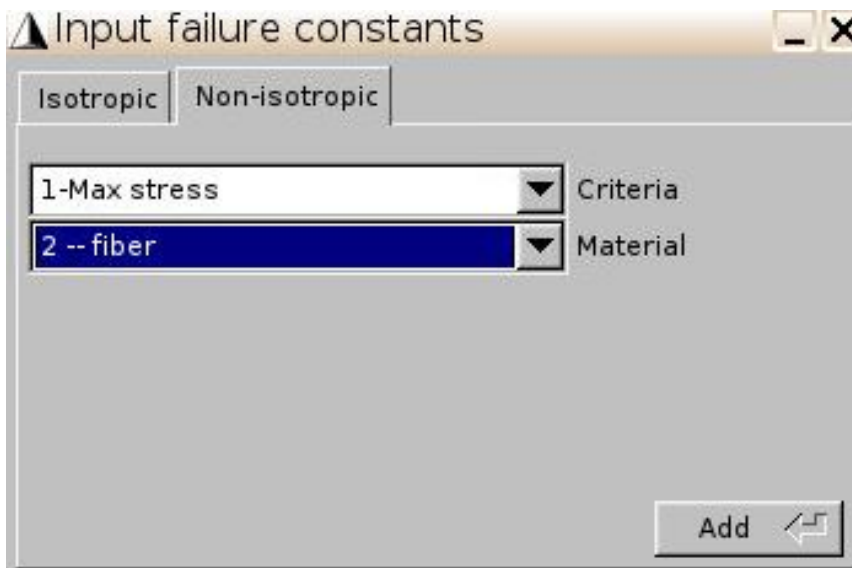 Input failure constants
Isotropic Non-isotropic
1-Max stress Criteria
2 -- fiber Material
Add